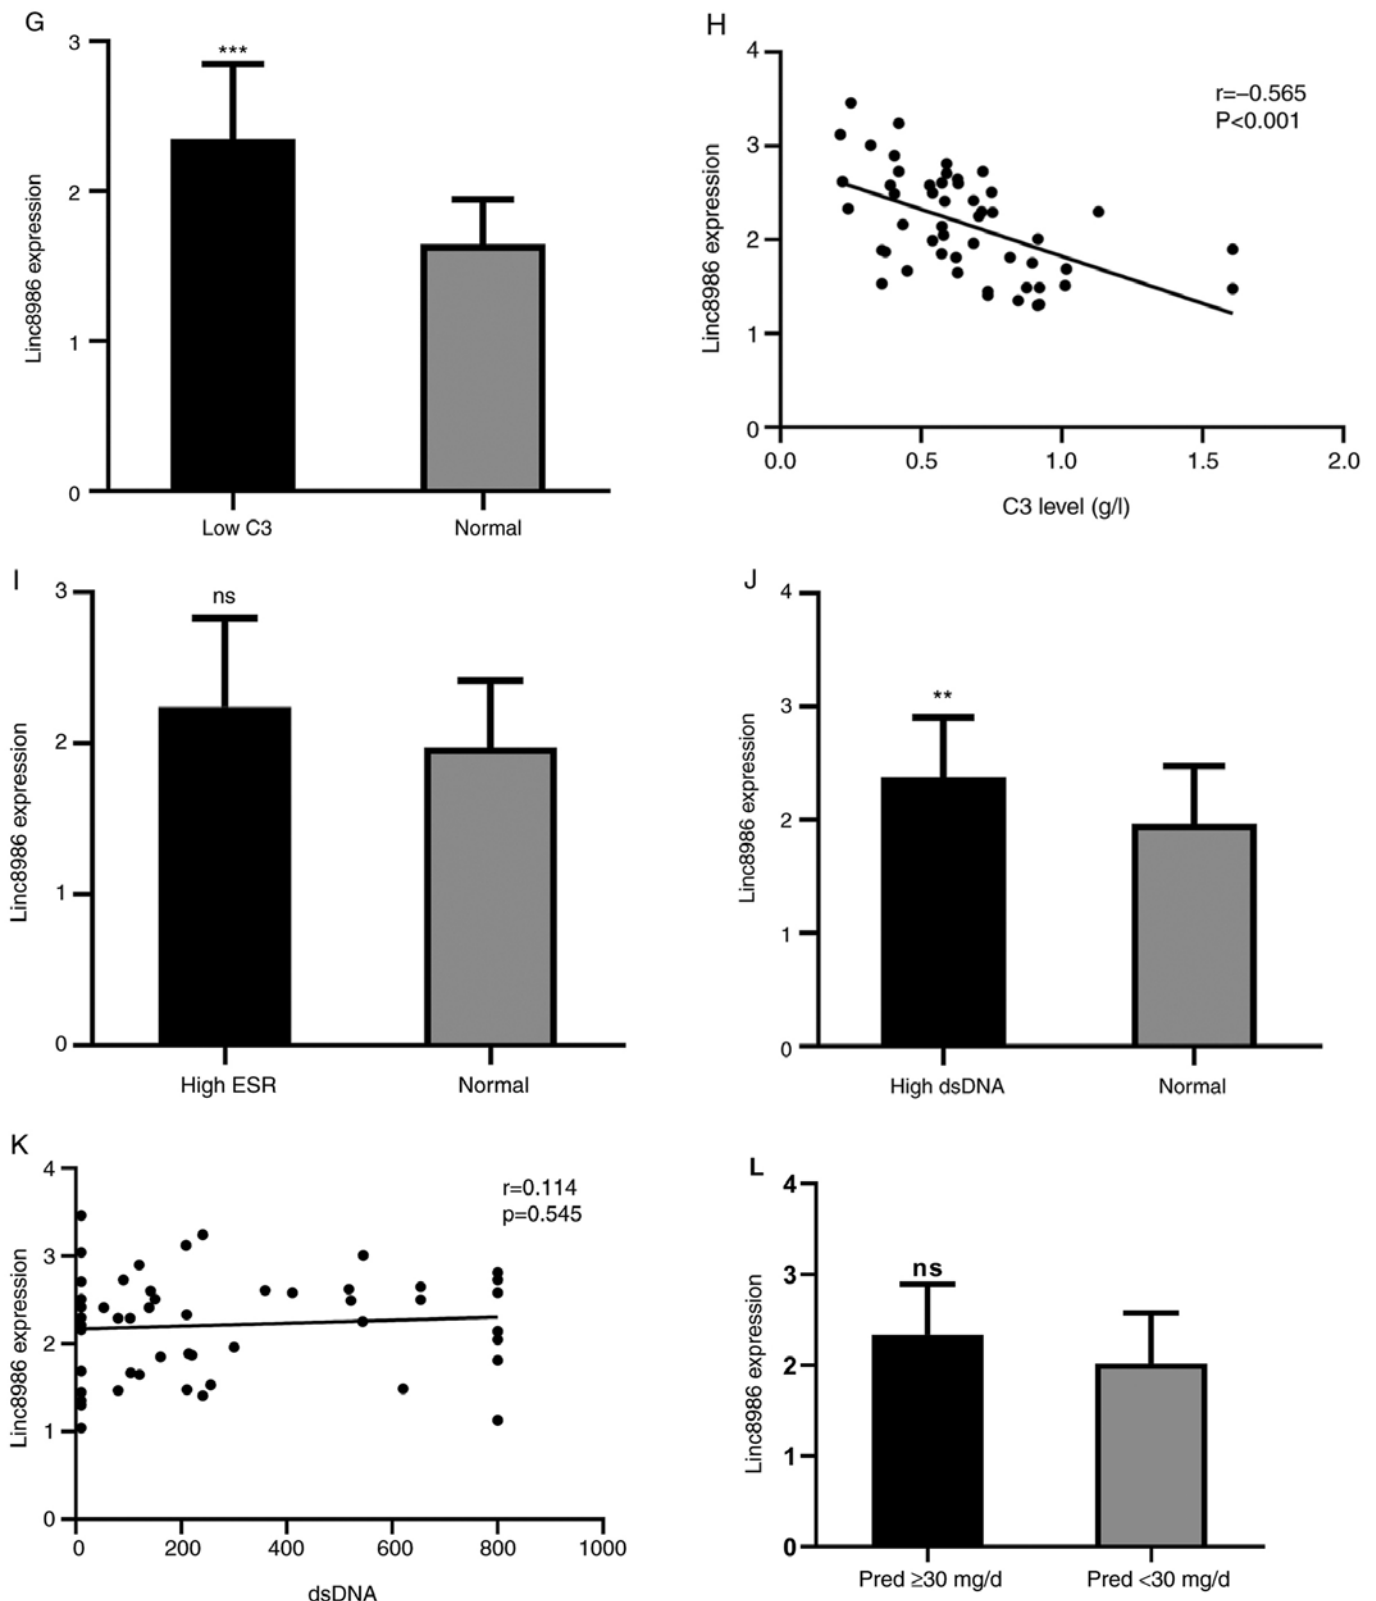 G
3
2
1
0
Linc8986 expression
***
Low C3
Normal
H
4
3
2
1
0
Linc8986 expression
r=–0.565
P<0.001
0.0
0.5
1.0
1.5
2.0
C3 level (g/l)
I
3
2
1
0
Linc8986 expression
ns
High ESR
Normal
J
4
3
2
1
0
Linc8986 expression
**
High dsDNA
Normal
K
4
3
2
1
0
Linc8986 expression
r=0.114
p=0.545
0
200
400
600
800
1000
dsDNA
L
4
3
2
1
0
Linc8986 expression
ns
Pred ≥30 mg/d
Pred <30 mg/d